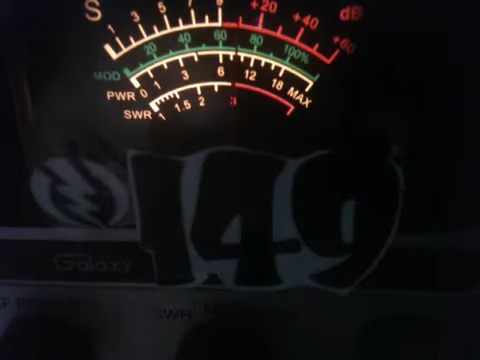 S 1 3 5 7 9 +20 +40 +60 dB
MOD 20 40 60 80 100%
PWR 0 1 3 6 12 18 MAX
SWR 1 1.5 2 3
149
Galaxy
SWR